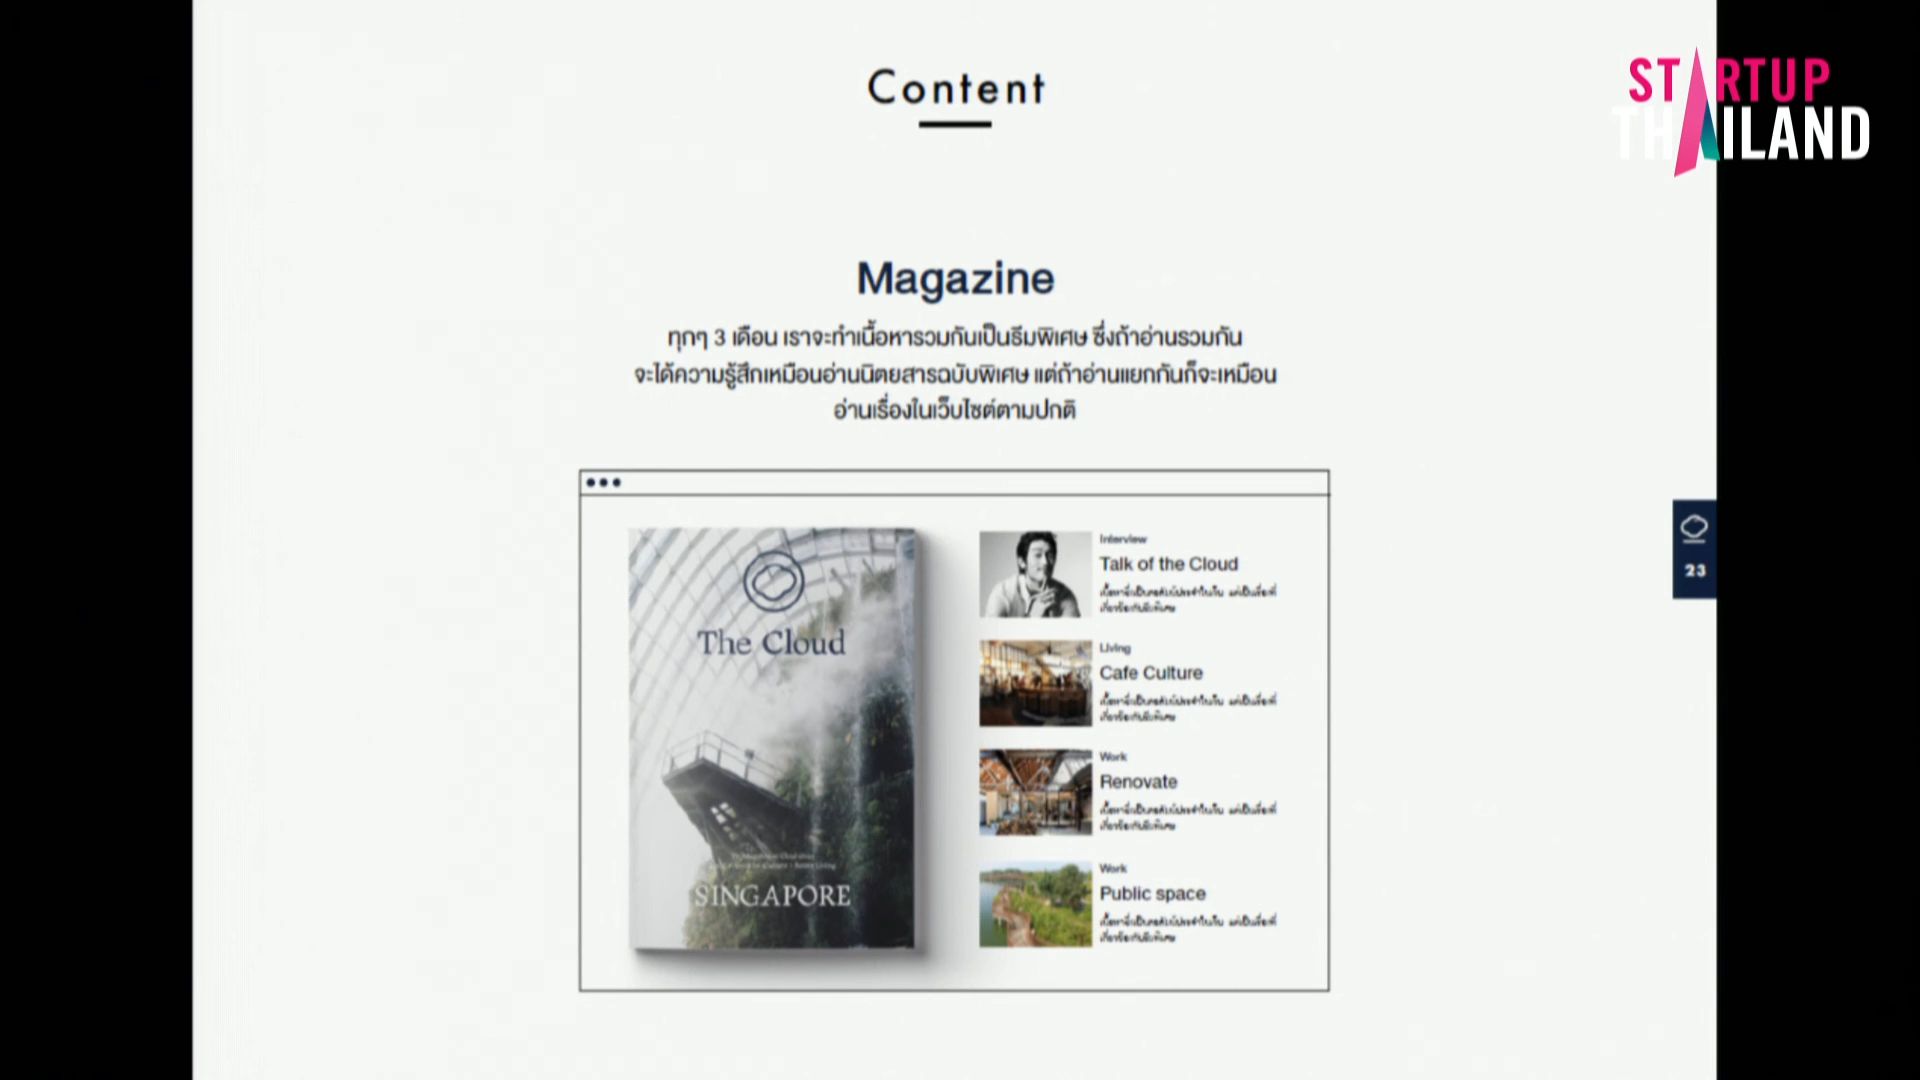 Content
STARTUP
THAILAND
Magazine
ทุกๆ 3 เดือน เราจะทำเนื้อหารวมกันเป็นธีมพิเศษ ซึ่งถ้าอ่านรวมกัน
จะได้ความรู้สึกเหมือนอ่านนิตยสารฉบับพิเศษ แต่ถ้าอ่านแยกกันก็จะเหมือน
อ่านเรื่องในเว็บไซต์ตามปกติ
The Cloud
SINGAPORE
Interview
Talk of the Cloud
Living
Cafe Culture
Work
Renovate
Work
Public space
23